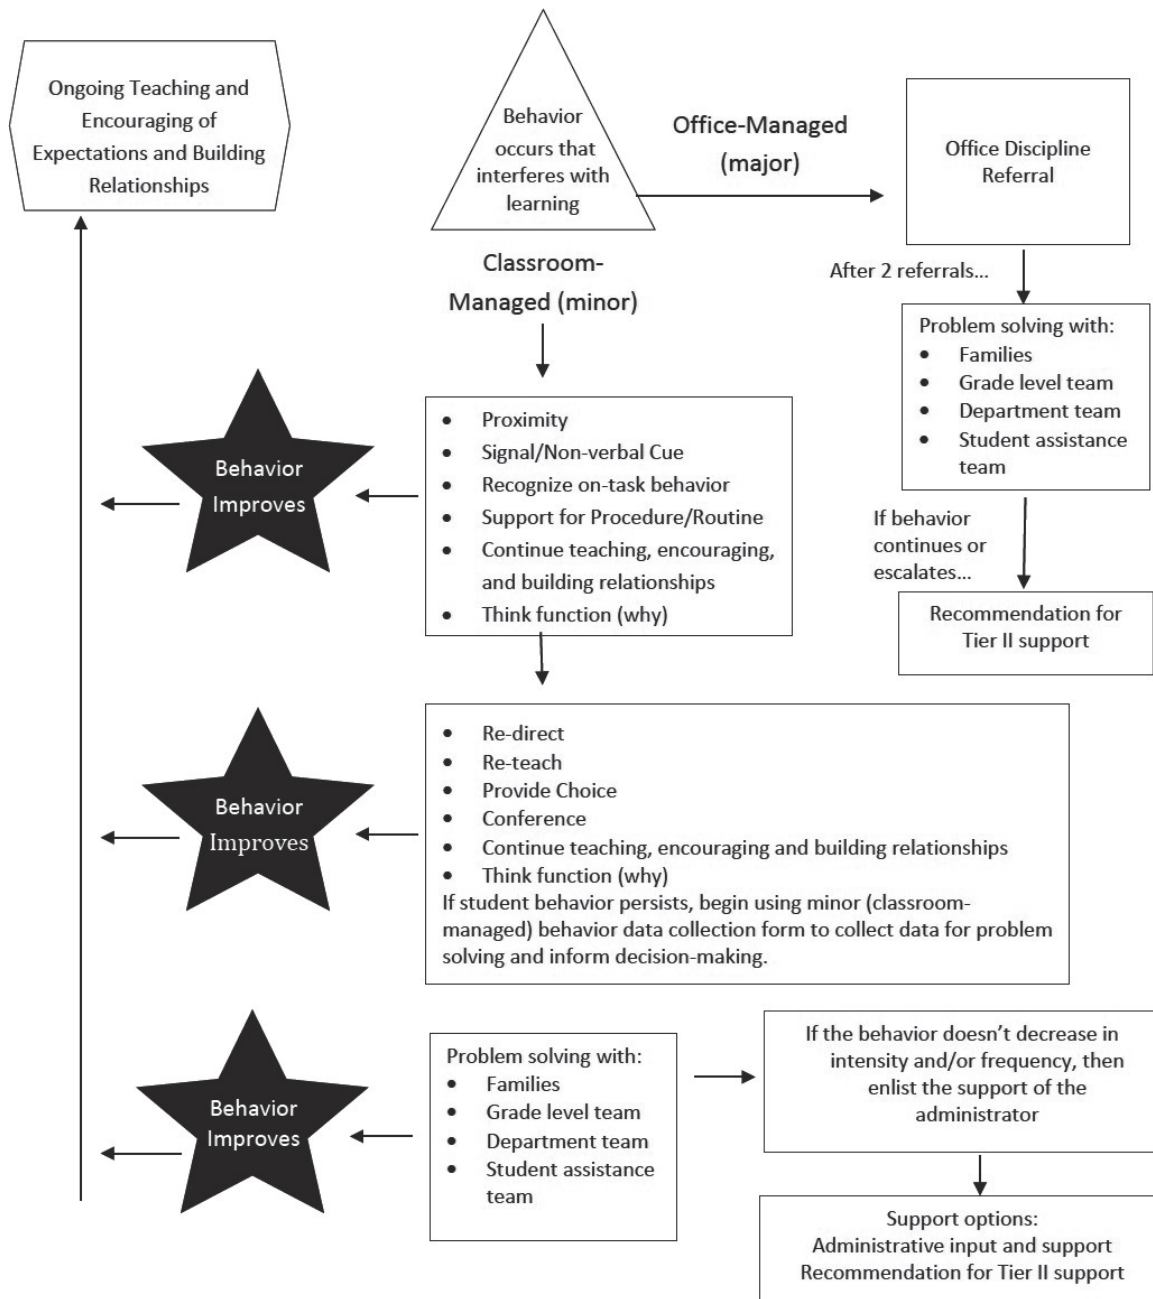 Ongoing Teaching and
Encouraging of
Expectations and Building
Relationships
Behavior
occurs that
interferes with
learning
Office-Managed
(major)
Office Discipline
Referral
After 2 referrals...
Problem solving with:
• Families
• Grade level team
• Department team
• Student assistance
team
If behavior
continues or
escalates...
Recommendation for
Tier II support
Classroom-
Managed (minor)
• Proximity
• Signal/Non-verbal Cue
• Recognize on-task behavior
• Support for Procedure/Routine
• Continue teaching, encouraging,
and building relationships
• Think function (why)
Behavior
Improves
• Re-direct
• Re-teach
• Provide Choice
• Conference
• Continue teaching, encouraging and building relationships
• Think function (why)
If student behavior persists, begin using minor (classroom-
managed) behavior data collection form to collect data for problem
solving and inform decision-making.
Behavior
Improves
Problem solving with:
• Families
• Grade level team
• Department team
• Student assistance
team
Behavior
Improves
If the behavior doesn’t decrease in
intensity and/or frequency, then
enlist the support of the
administrator
Support options:
Administrative input and support
Recommendation for Tier II support